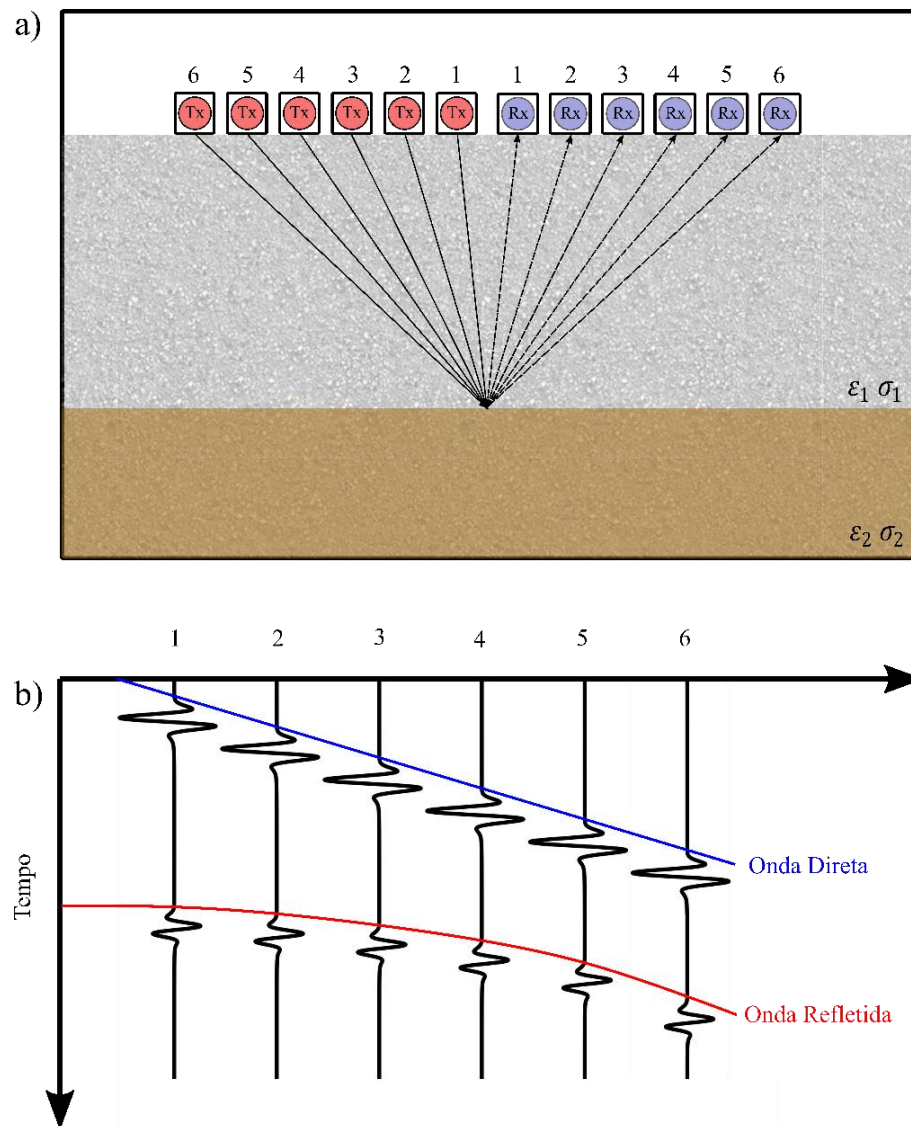 a)
6 5 4 3 2 1 1 2 3 4 5 6
Tx Tx Tx Tx Tx Tx Rx Rx Rx Rx Rx Rx
ε₁ σ₁
ε₂ σ₂
1 2 3 4 5 6
b)
Onda Direta
Tempo
Onda Refletida